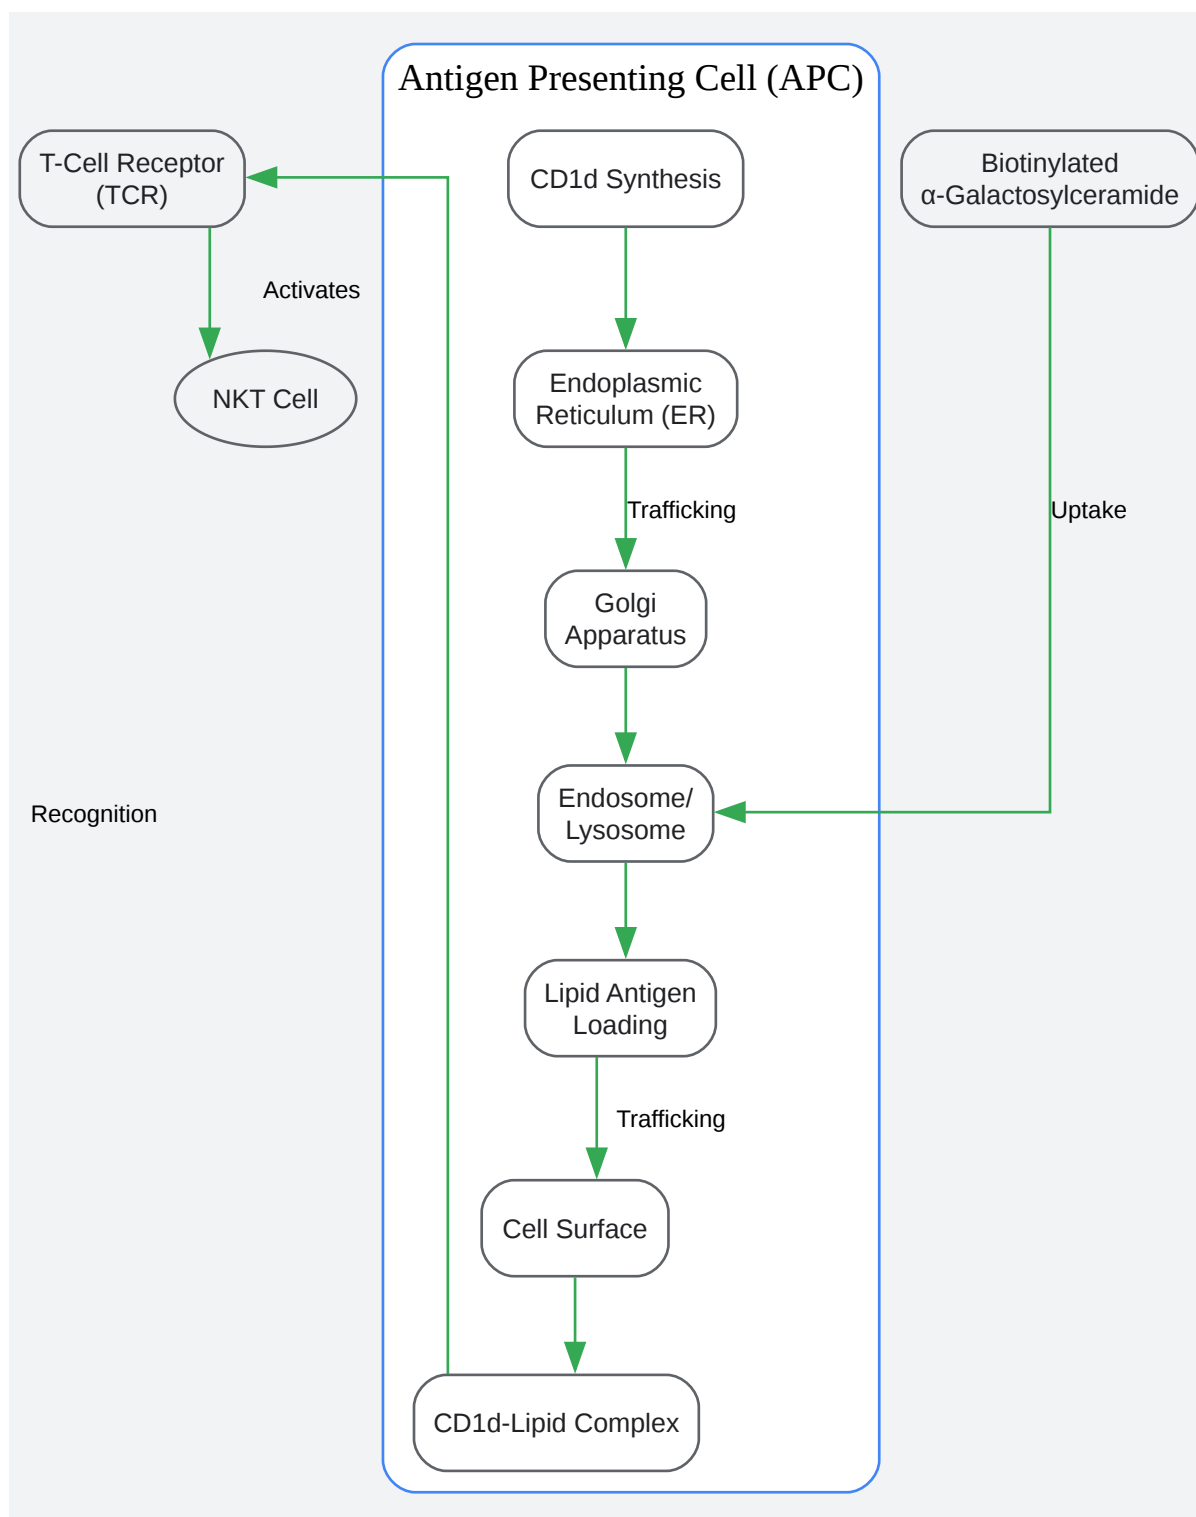 Antigen Presenting Cell (APC)
T-Cell Receptor
(TCR)
CD1d Synthesis
Biotinylated
α-Galactosylceramide
Activates
NKT Cell
Endoplasmic
Reticulum (ER)
Trafficking
Uptake
Golgi
Apparatus
Recognition
Endosome/
Lysosome
Lipid Antigen
Loading
Trafficking
Cell Surface
CD1d-Lipid Complex